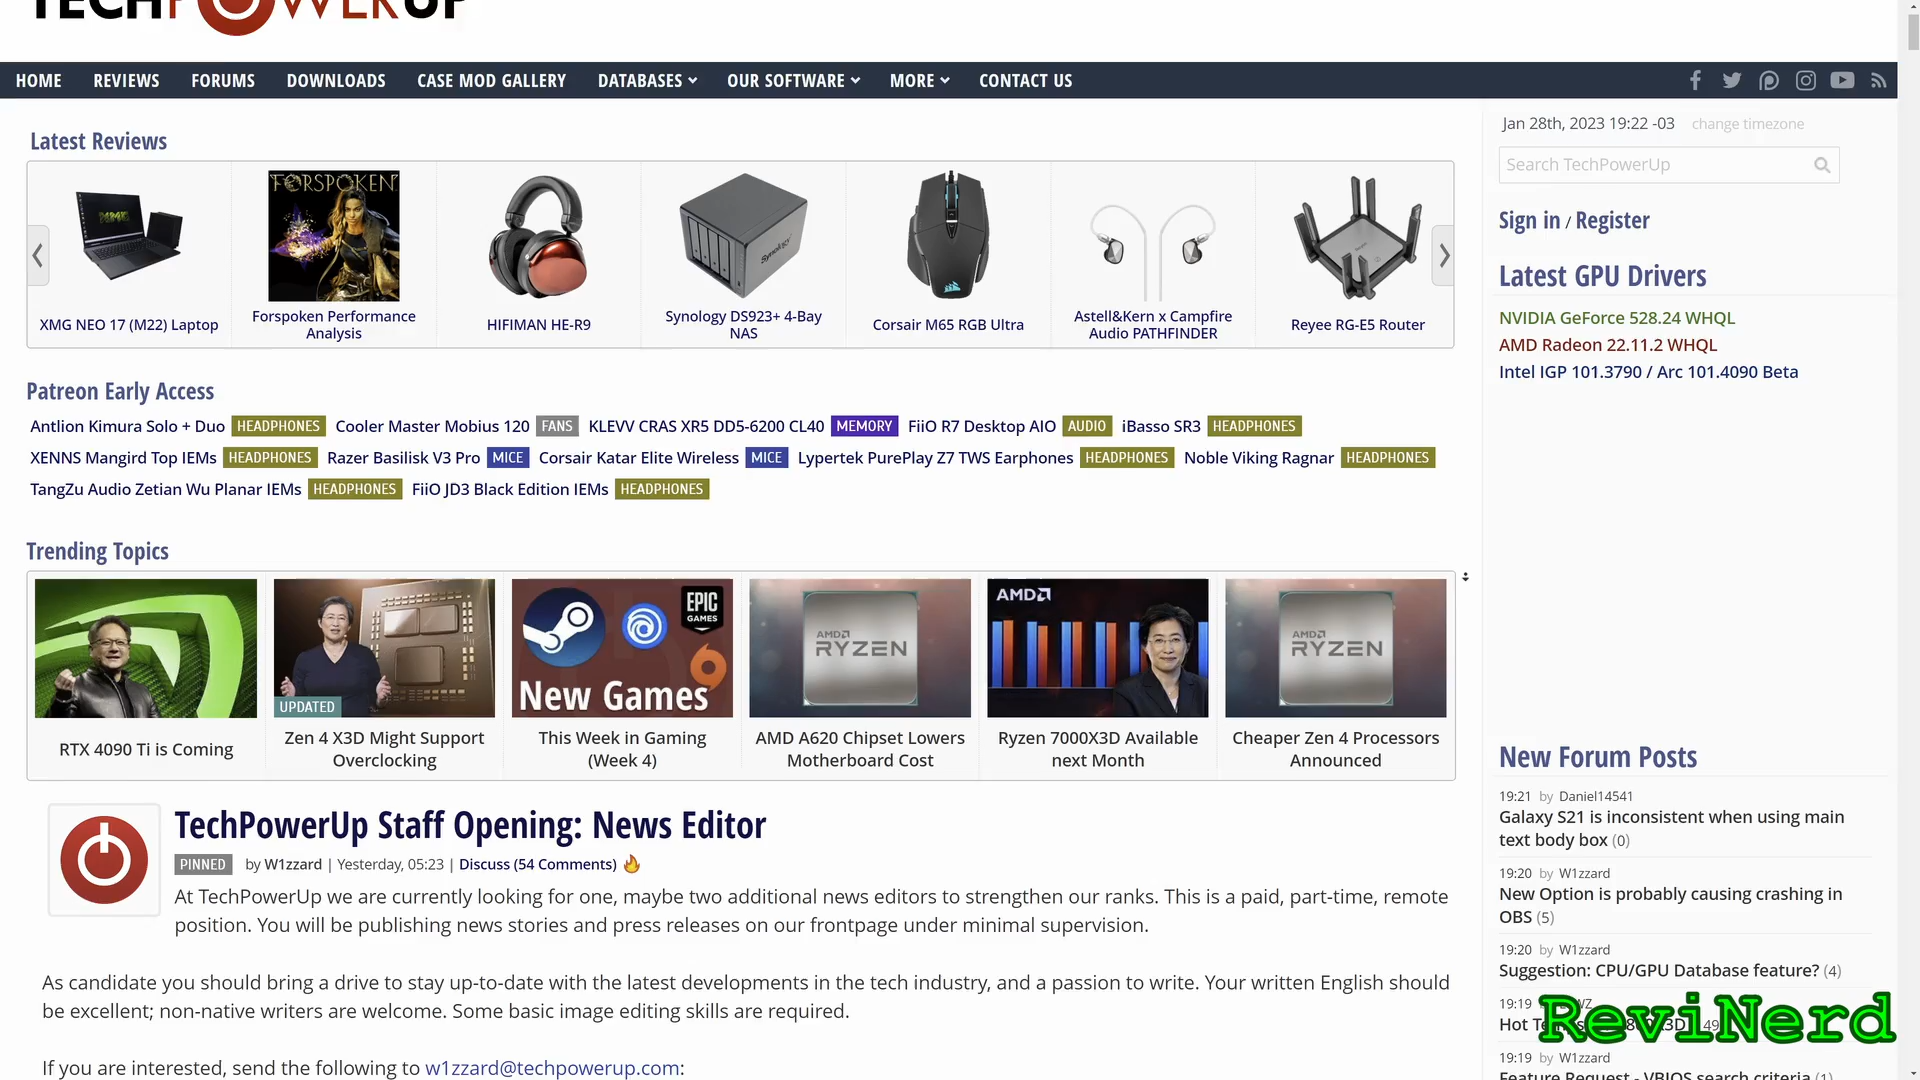 TECHPOWERUP
HOME REVIEWS FORUMS DOWNLOADS CASE MOD GALLERY DATABASES OUR SOFTWARE MORE CONTACT US
Latest Reviews
FORSPOKEN
Synology
XMG NEO 17 (M22) Laptop
Forspoken Performance
Analysis
HIFIMAN HE-R9
Synology DS923+ 4-Bay
NAS
Corsair M65 RGB Ultra
Astell&Kern x Campfire
Audio PATHFINDER
Reyee RG-E5 Router
Patreon Early Access
Antlion Kimura Solo + Duo HEADPHONES Cooler Master Mobius 120 FANS KLEVV CRAS XR5 DD5-6200 CL40 MEMORY FiiO R7 Desktop AIO AUDIO iBasso SR3 HEADPHONES
XENNS Mangird Top IEMs HEADPHONES Razer Basilisk V3 Pro MICE Corsair Katar Elite Wireless MICE Lypertek PurePlay Z7 TWS Earphones HEADPHONES Noble Viking Ragnar HEADPHONES
TangZu Audio Zetian Wu Planar IEMs HEADPHONES FiiO JD3 Black Edition IEMs HEADPHONES
Trending Topics
RTX 4090 Ti is Coming
UPDATED
Zen 4 X3D Might Support
Overclocking
EPIC
GAMES
New Games
This Week in Gaming
(Week 4)
AMD
RYZEN
AMD A620 Chipset Lowers
Motherboard Cost
AMD
Ryzen 7000X3D Available
next Month
AMD
RYZEN
Cheaper Zen 4 Processors
Announced
TechPowerUp Staff Opening: News Editor
PINNED by W1zzard | Yesterday, 05:23 | Discuss (54 Comments)
At TechPowerUp we are currently looking for one, maybe two additional news editors to strengthen our ranks. This is a paid, part-time, remote
position. You will be publishing news stories and press releases on our frontpage under minimal supervision.
As candidate you should bring a drive to stay up-to-date with the latest developments in the tech industry, and a passion to write. Your written English should
be excellent; non-native writers are welcome. Some basic image editing skills are required.
If you are interested, send the following to w1zzard@techpowerup.com:
Jan 28th, 2023 19:22 -03 change timezone
Search TechPowerUp
Sign in / Register
Latest GPU Drivers
NVIDIA GeForce 528.24 WHQL
AMD Radeon 22.11.2 WHQL
Intel IGP 101.3790 / Arc 101.4090 Beta
New Forum Posts
19:21 by Daniel14541
Galaxy S21 is inconsistent when using main
text body box (0)
19:20 by W1zzard
New Option is probably causing crashing in
OBS (5)
19:20 by W1zzard
Suggestion: CPU/GPU Database feature? (4)
19:19
Hot
ReviNerd
19:19 by W1zzard
Feature Request - VBIOS search criteria (1)